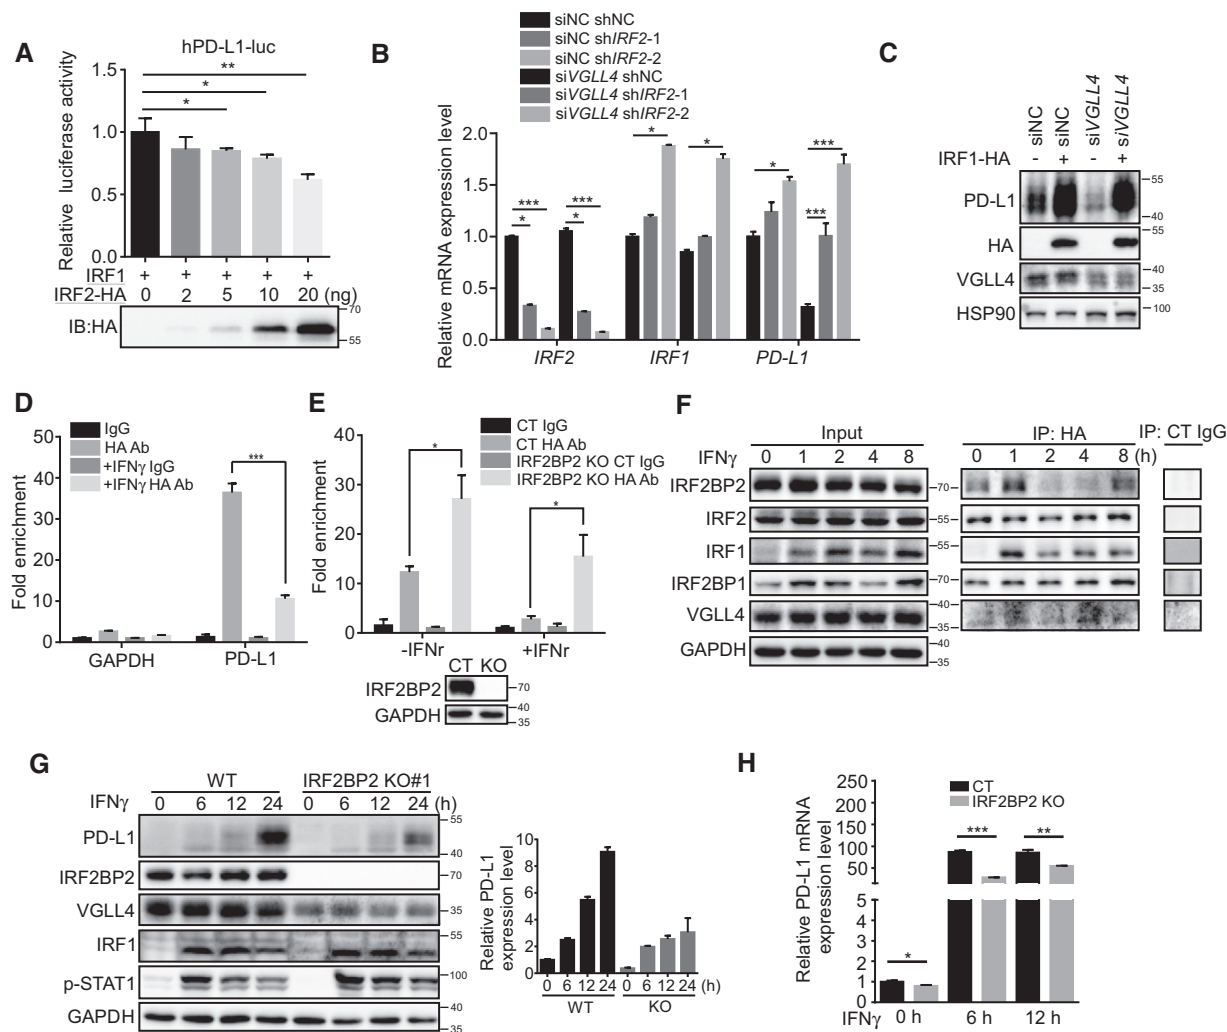 A
hPD-L1-luc
Relative luciferase activity
1.5
1.0
0.5
0.0
**
*
*
IRF1 + + + + +
IRF2-HA 0 2 5 10 20 (ng)
IB:HA
70
55
B
siNC shNC
siNC shIRF2-1
siNC shIRF2-2
siVGLL4 shNC
siVGLL4 shIRF2-1
siVGLL4 shIRF2-2
Relative mRNA expression level
2.0
1.5
1.0
0.5
0.0
***
*
***
*
*
*
*
***
***
IRF2 IRF1 PD-L1
C
siNC siNC siVGLL4 siVGLL4
IRF1-HA - + - +
PD-L1
55
40
HA
55
VGLL4
40
35
HSP90
100
D
IgG
HA Ab
+IFNγ IgG
+IFNγ HA Ab
Fold enrichment
50
40
30
20
10
0
***
GAPDH PD-L1
E
CT IgG
CT HA Ab
IRF2BP2 KO CT IgG
IRF2BP2 KO HA Ab
Fold enrichment
40
30
20
10
0
*
*
-IFNr +IFNr
CT KO
IRF2BP2
70
GAPDH
40
35
F
Input IP: HA IP: CT IgG
IFNγ 0 1 2 4 8 0 1 2 4 8 (h)
IRF2BP2 70
IRF2 55
IRF1 55
IRF2BP1 70
VGLL4 40
35
GAPDH
40
35
G
WT IRF2BP2 KO#1
IFNγ 0 6 12 24 0 6 12 24 (h)
PD-L1
55
40
IRF2BP2
70
VGLL4
35
IRF1
55
p-STAT1
100
GAPDH
40
35
Relative PD-L1 expression level
10
8
6
4
2
0
0 6 12 24 0 6 12 24 (h)
WT KO
H
CT
IRF2BP2 KO
Relative PD-L1 mRNA expression level
250
200
150
100
50
5
4
3
2
1
0
*
***
**
IFNγ 0 h 6 h 12 h